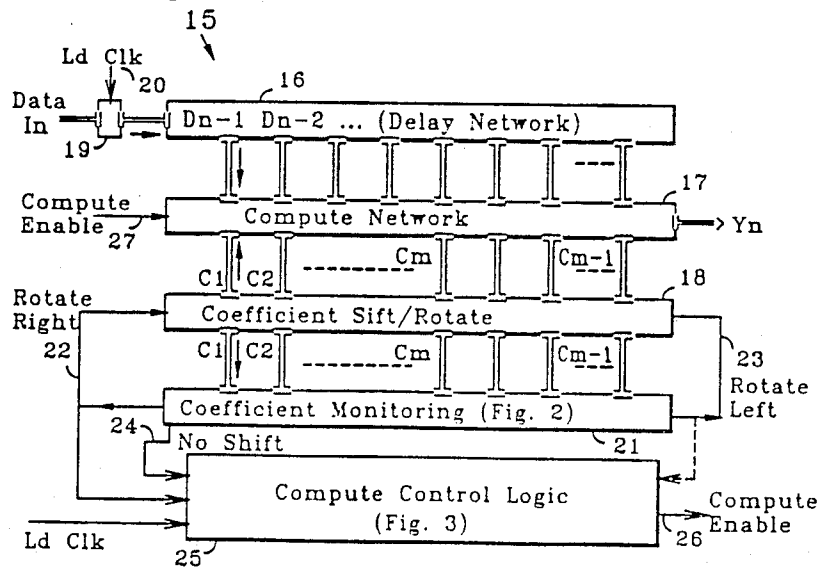 15
Ld Clk
20
16
Data
In
Dn-1 Dn-2 ... (Delay Network)
19
17
Compute
Enable
Compute Network
Yn
27
Cm
Cm-1
C1 C2
18
Rotate
Right
Coefficient Sift/Rotate
22
C1 C2
Cm
Cm-1
23
Rotate
Left
Coefficient Monitoring (Fig. 2)
24
No Shift
21
Compute Control Logic
(Fig. 3)
Compute
Enable
Ld Clk
26
25